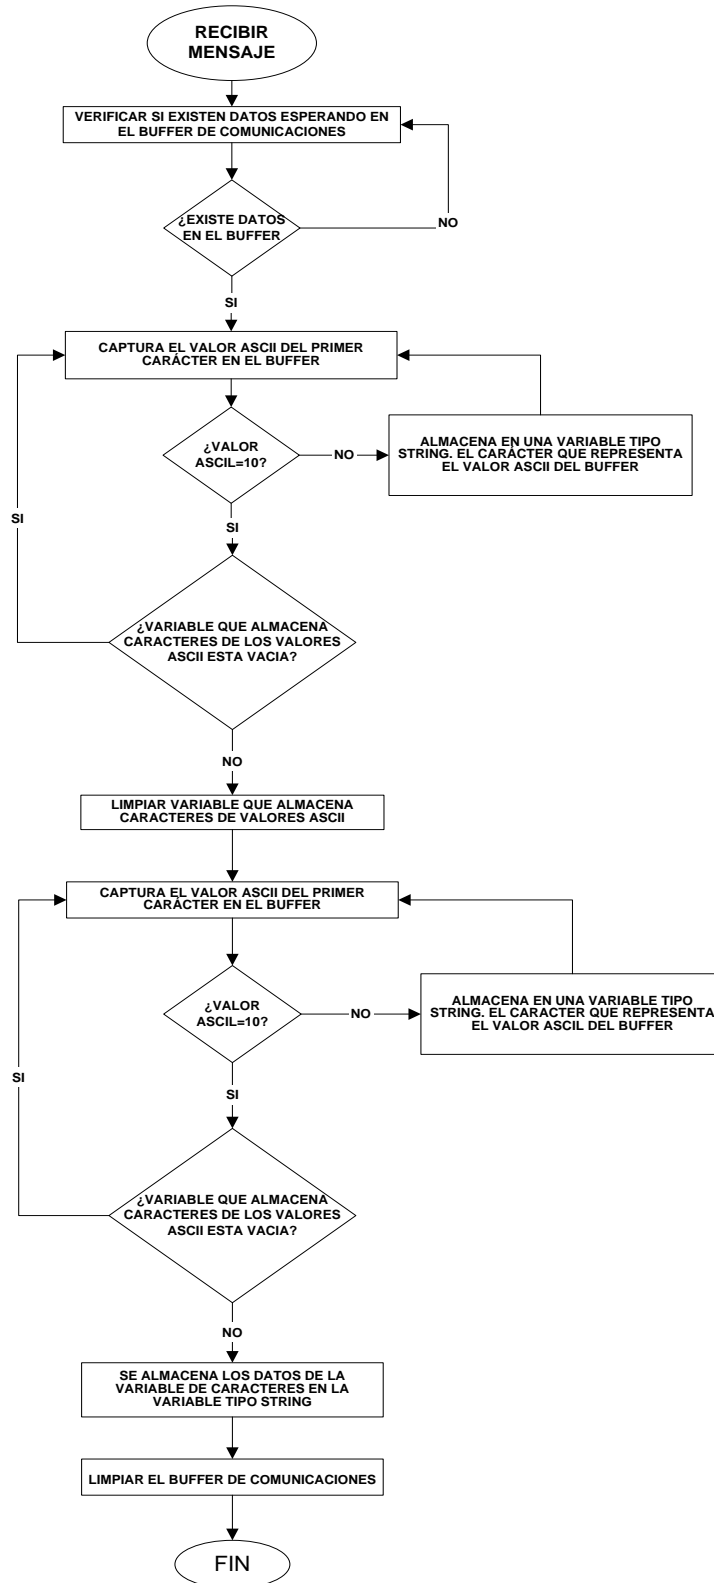 RECIBIR
MENSAJE
VERIFICAR SI EXISTEN DATOS ESPERANDO EN
EL BUFFER DE COMUNICACIONES
¿EXISTE DATOS
EN EL BUFFER
NO
SI
CAPTURA EL VALOR ASCII DEL PRIMER
CARÁCTER EN EL BUFFER
¿VALOR
ASCIL=10?
NO
ALMACENA EN UNA VARIABLE TIPO
STRING. EL CARÁCTER QUE REPRESENTA
EL VALOR ASCII DEL BUFFER
SI
SI
¿VARIABLE QUE ALMACENA
CARACTERES DE LOS VALORES
ASCII ESTA VACIA?
NO
LIMPIAR VARIABLE QUE ALMACENA
CARACTERES DE VALORES ASCII
CAPTURA EL VALOR ASCII DEL PRIMER
CARÁCTER EN EL BUFFER
¿VALOR
ASCIL=10?
NO
ALMACENA EN UNA VARIABLE TIPO
STRING. EL CARACTER QUE REPRESENTA
EL VALOR ASCIL DEL BUFFER
SI
SI
¿VARIABLE QUE ALMACENA
CARACTERES DE LOS VALORES
ASCII ESTA VACIA?
NO
SE ALMACENA LOS DATOS DE LA
VARIABLE DE CARACTERES EN LA
VARIABLE TIPO STRING
LIMPIAR EL BUFFER DE COMUNICACIONES
FIN